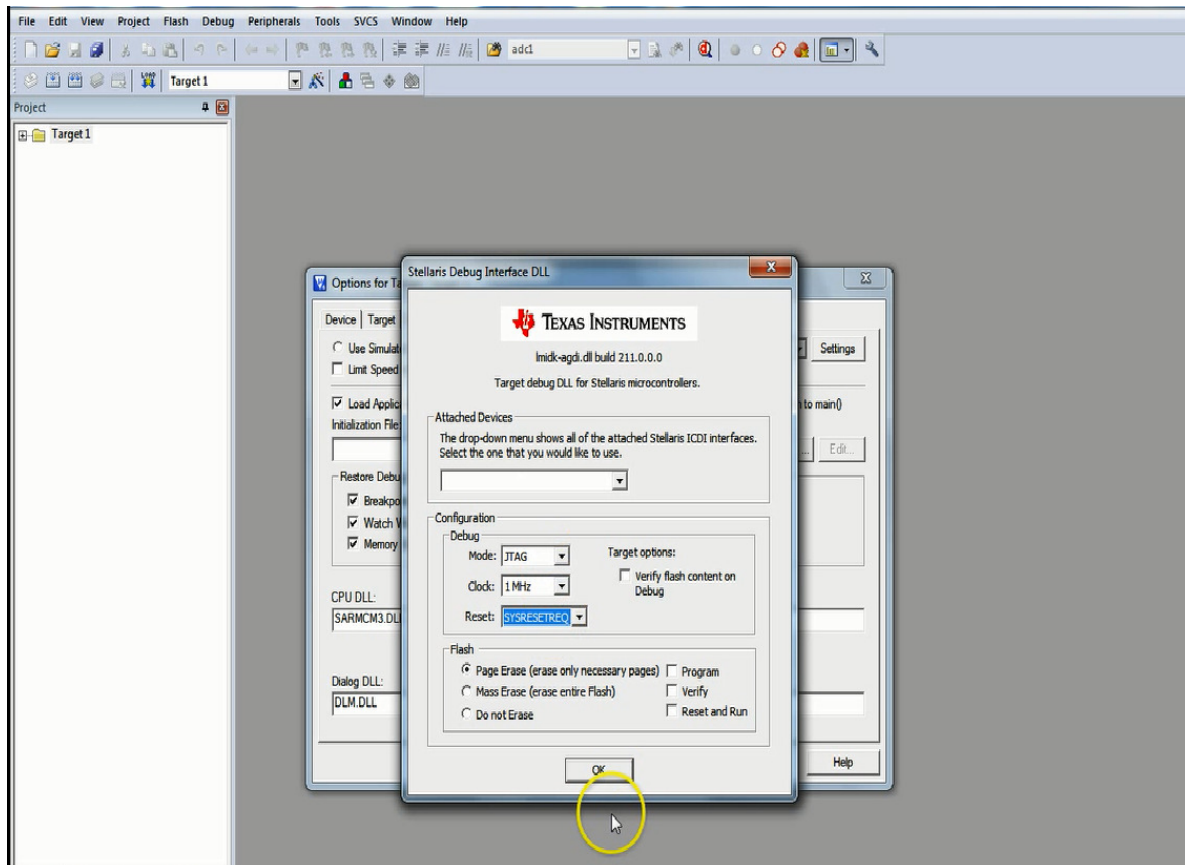 File Edit View Project Flash Debug Peripherals Tools SVCS Window Help
adc1
Target 1
Project
Target 1
Options for Ta
Stellaris Debug Interface DLL
Device Target
Use Simulat
Limit Speed
Settings
Load Applic
n to main()
Initialization File:
... Edit...
Restore Debu
Breakpo
Watch W
Memory
CPU DLL:
SARMCM3.DLL
Dialog DLL:
DLM.DLL
Help
TEXAS INSTRUMENTS
lmidk-agdi.dll build 211.0.0.0
Target debug DLL for Stellaris microcontrollers.
Attached Devices
The drop-down menu shows all of the attached Stellaris ICDI interfaces.
Select the one that you would like to use.
Configuration
Debug
Mode: JTAG
Target options:
Verify flash content on
Debug
Clock: 1 MHz
Reset: SYSRESETREQ
Flash
Page Erase (erase only necessary pages) Program
Mass Erase (erase entire Flash) Verify
Do not Erase Reset and Run
OK